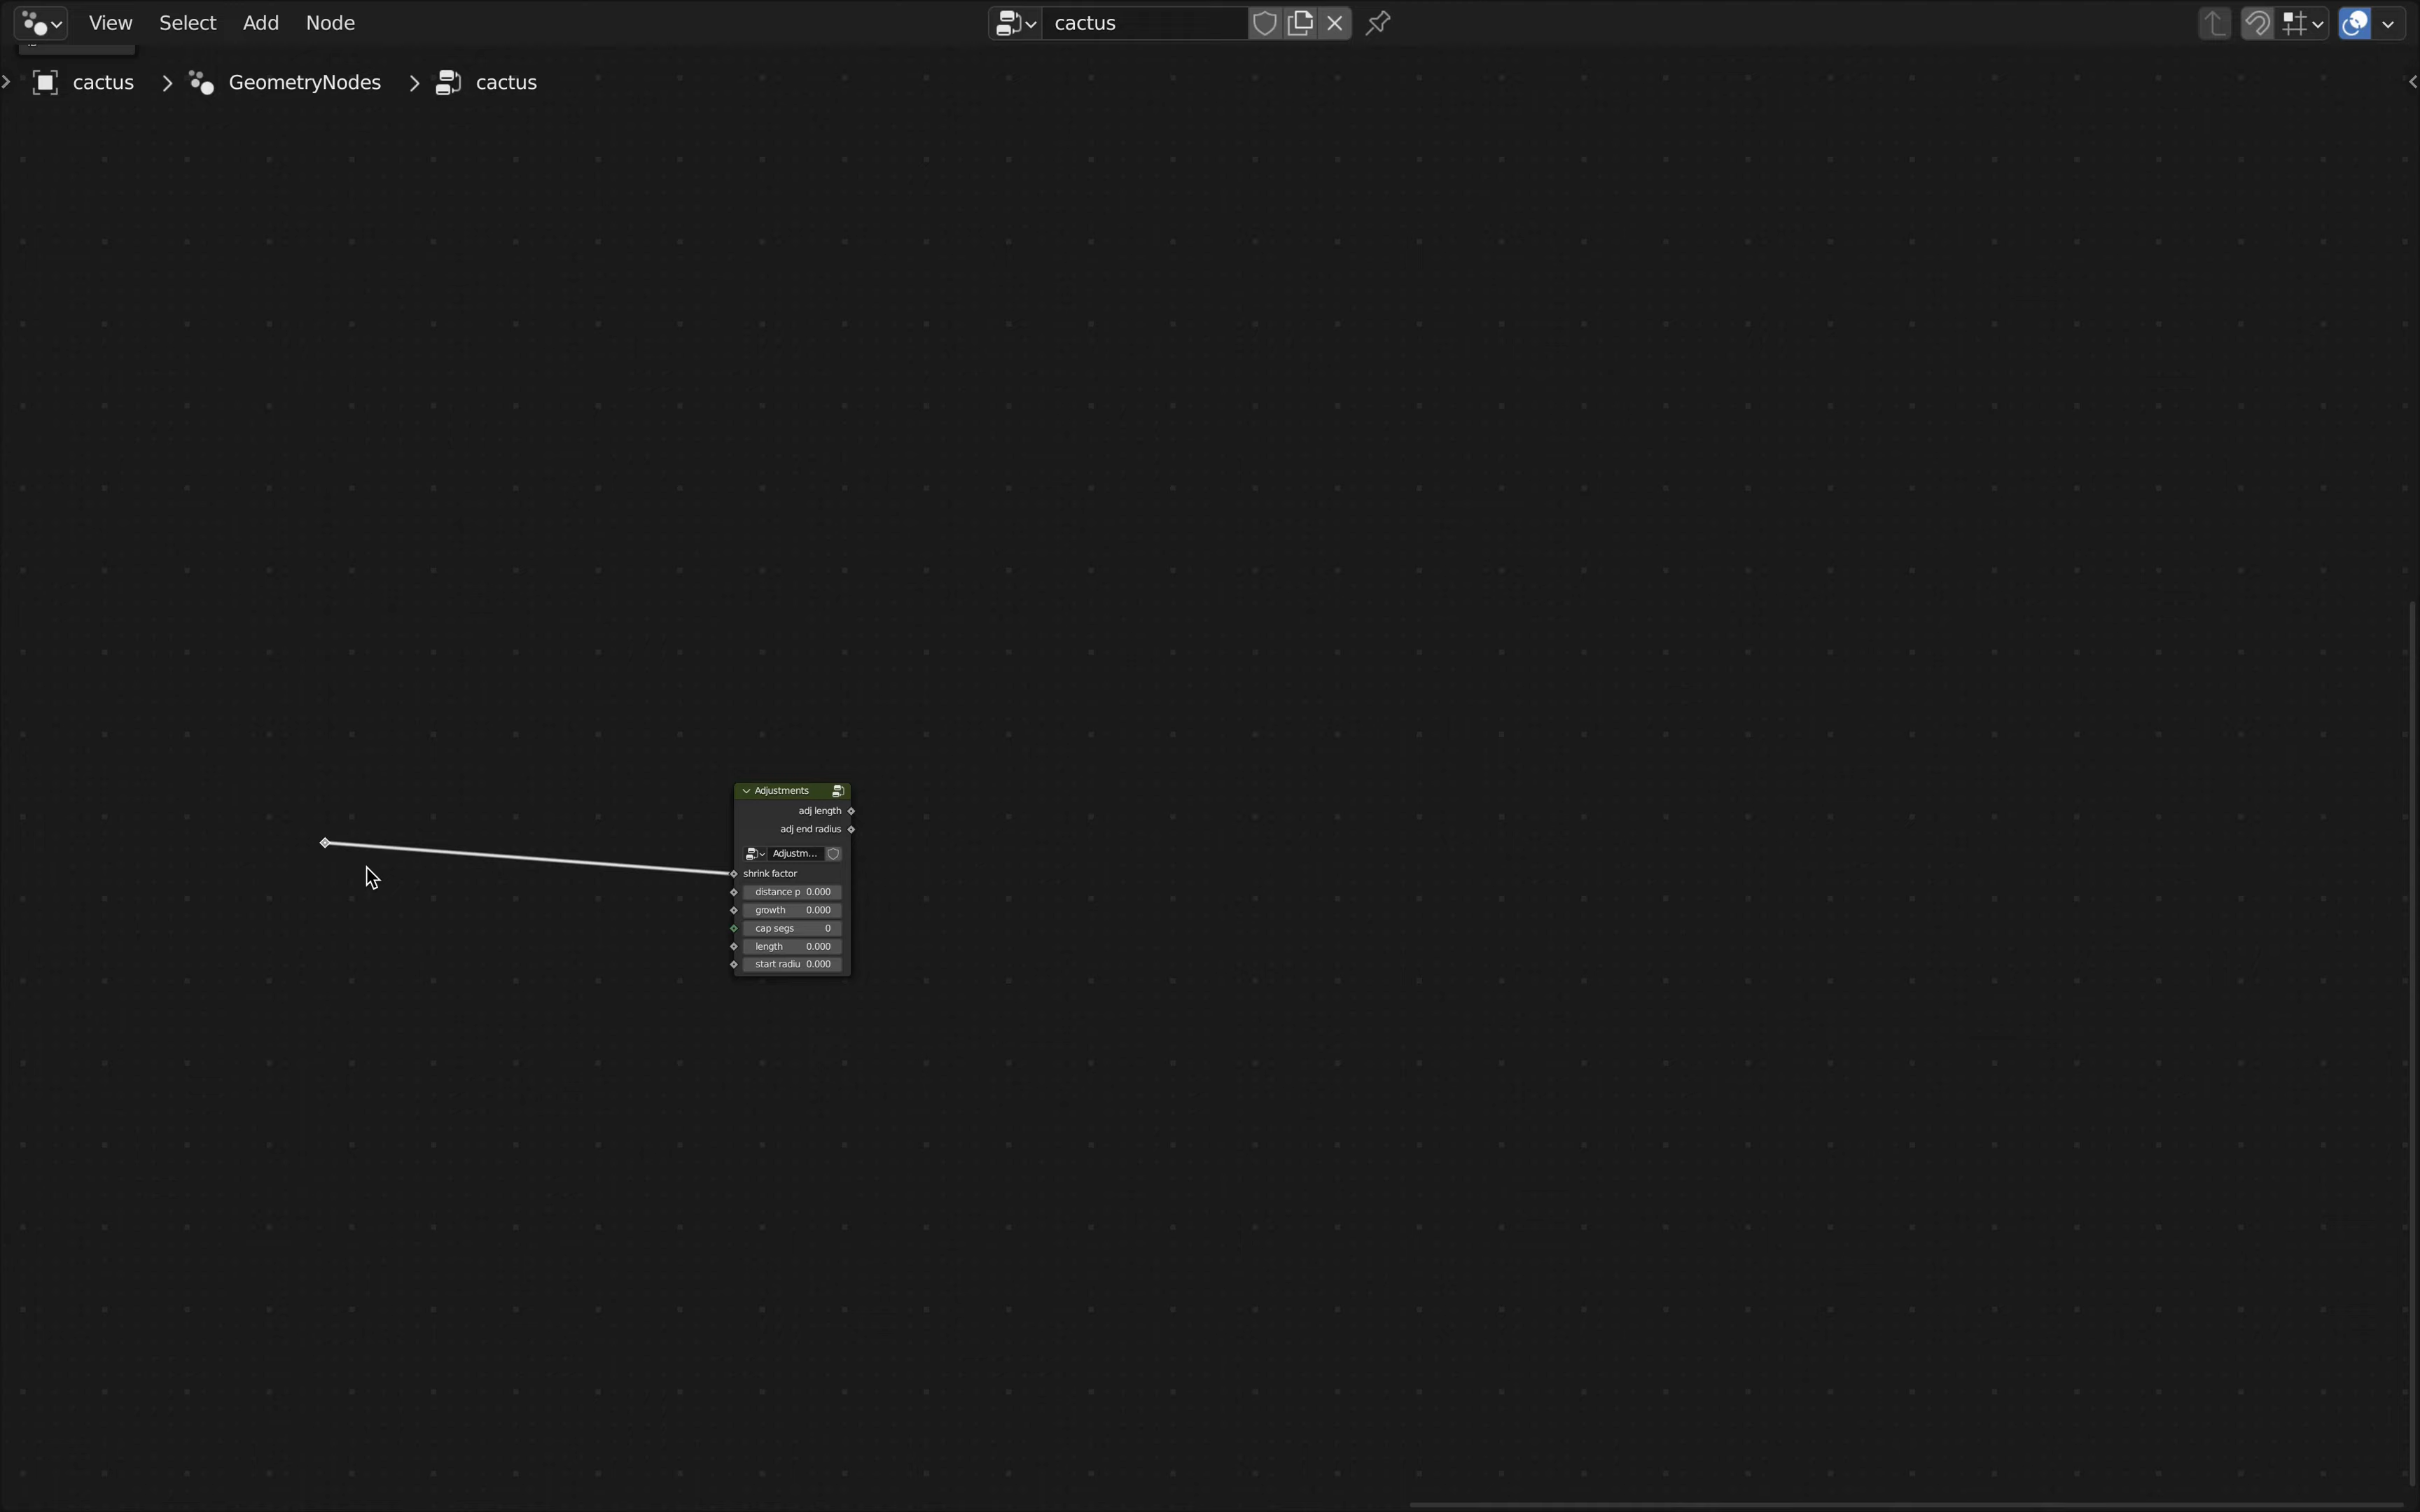 View Select Add Node cactus
cactus GeometryNodes cactus
Adjustments
adj length
adj end radius
Adjustm...
shrink factor
distance p 0.000
growth 0.000
cap segs 0
length 0.000
start radiu 0.000